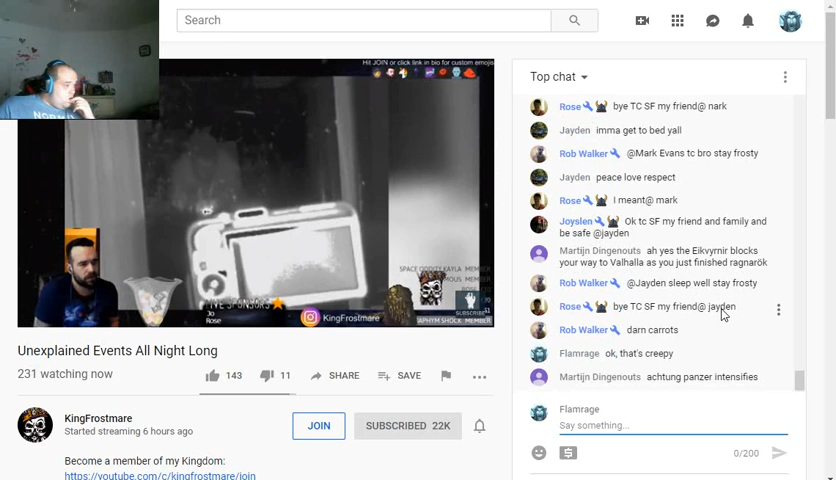 Search
Hit JOIN or click link in bio for custom emojis
NORM
SPACE ODDITY KAYLA MEMBER
MEMBER
LIVE SPONSORS
Jo
Rose
KingFrostmare
SUBSCRIBE
SERAPHYM SHOCK MEMBER
Unexplained Events All Night Long
231 watching now
143
11
SHARE
SAVE
KingFrostmare
Started streaming 6 hours ago
JOIN
SUBSCRIBED 22K
Become a member of my Kingdom:
https://youtube.com/c/kingfrostmare/join
Top chat
Rose bye TC SF my friend@ nark
Jayden imma get to bed yall
Rob Walker @Mark Evans tc bro stay frosty
Jayden peace love respect
Rose I meant@ mark
Joyslen Ok tc SF my friend and family and
be safe @jayden
Martijn Dingenouts ah yes the Eikvyrnir blocks
your way to Valhalla as you just finished ragnarök
Rob Walker @Jayden sleep well stay frosty
Rose bye TC SF my friend@ jayden
Rob Walker darn carrots
Flamrage ok, that's creepy
Martijn Dingenouts achtung panzer intensifies
Flamrage
Say something...
0/200